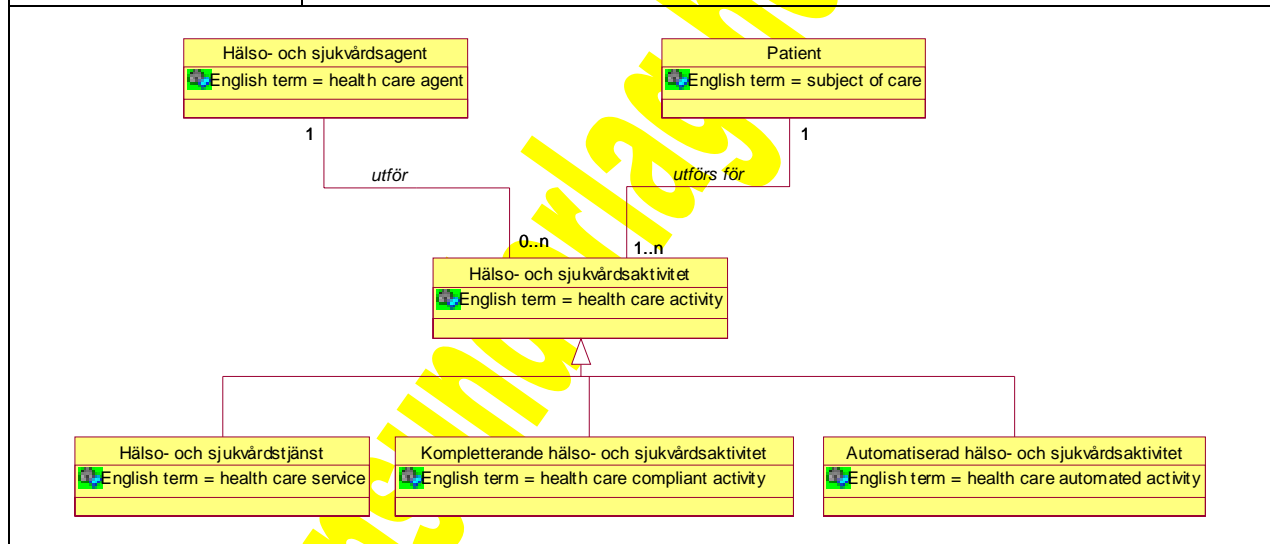 Hälso- och sjukvårdsagent
English term = health care agent
Patient
English term = subject of care
1
1
utför
utförs för
0..n
1..n
Hälso- och sjukvårdsaktivitet
English term = health care activity
Hälso- och sjukvårdstjänst
English term = health care service
Kompletterande hälso- och sjukvårdsaktivitet
English term = health care compliant activity
Automatiserad hälso- och sjukvårdsaktivitet
English term = health care automated activity